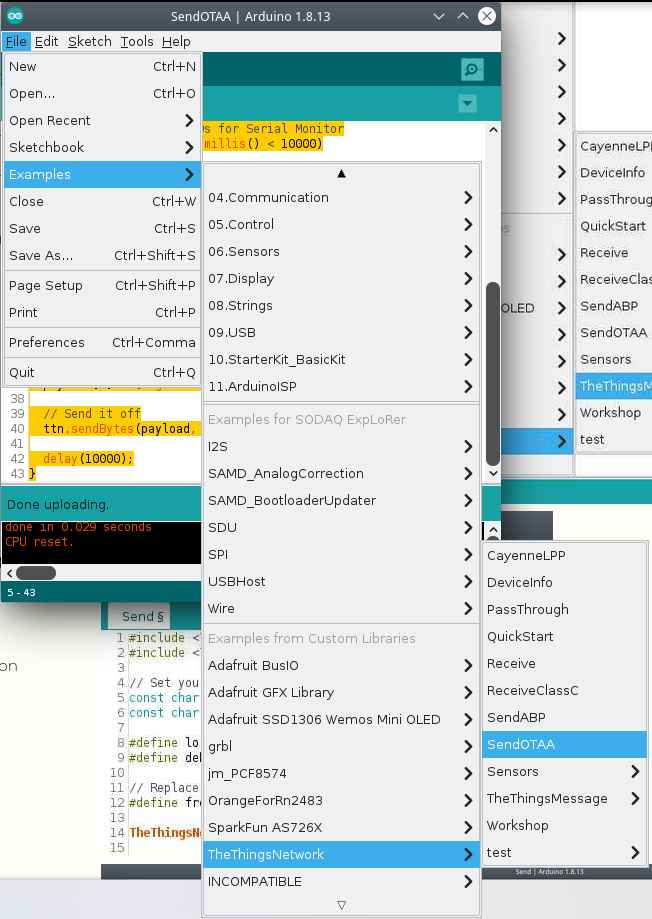 SendOTAA | Arduino 1.8.13
File Edit Sketch Tools Help
New Ctrl+N
Open... Ctrl+O
Open Recent
Sketchbook
Examples
Close Ctrl+W
Save Ctrl+S
Save As... Ctrl+Shift+S
Page Setup Ctrl+Shift+P
Print Ctrl+P
Preferences Ctrl+Comma
Quit Ctrl+Q
s for Serial Monitor
millis() < 10000)
38
39 // Send it off
40 ttn.sendBytes(payload,
41
42 delay(10000);
43 }
Done uploading.
done in 0.029 seconds
CPU reset.
5 - 43
04.Communication
05.Control
06.Sensors
07.Display
08.Strings
09.USB
10.StarterKit_BasicKit
11.ArduinoISP
Examples for SODAQ ExpLoRer
I2S
SAMD_AnalogCorrection
SAMD_BootloaderUpdater
SDU
SPI
USBHost
Wire
Examples from Custom Libraries
Adafruit BusIO
Adafruit GFX Library
Adafruit SSD1306 Wemos Mini OLED
grbl
jm_PCF8574
OrangeForRn2483
SparkFun AS726X
TheThingsNetwork
INCOMPATIBLE
CayenneLPP
DeviceInfo
PassThrough
QuickStart
Receive
ReceiveClassC
SendABP
SendOTAA
Sensors
TheThingsMessage
Workshop
test
s
OLED
CayenneLPP
DeviceInfo
PassThroug
QuickStart
Receive
ReceiveClas
SendABP
SendOTAA
Sensors
TheThingsM
Workshop
test
on
Send §
1 #include <
2 #include <
3
4 // Set you
5 const char
6 const char
7
8 #define lo
9 #define de
10
11 // Replace
12 #define fr
13
14 TheThingsN
15
Send | Arduino 1.8.13